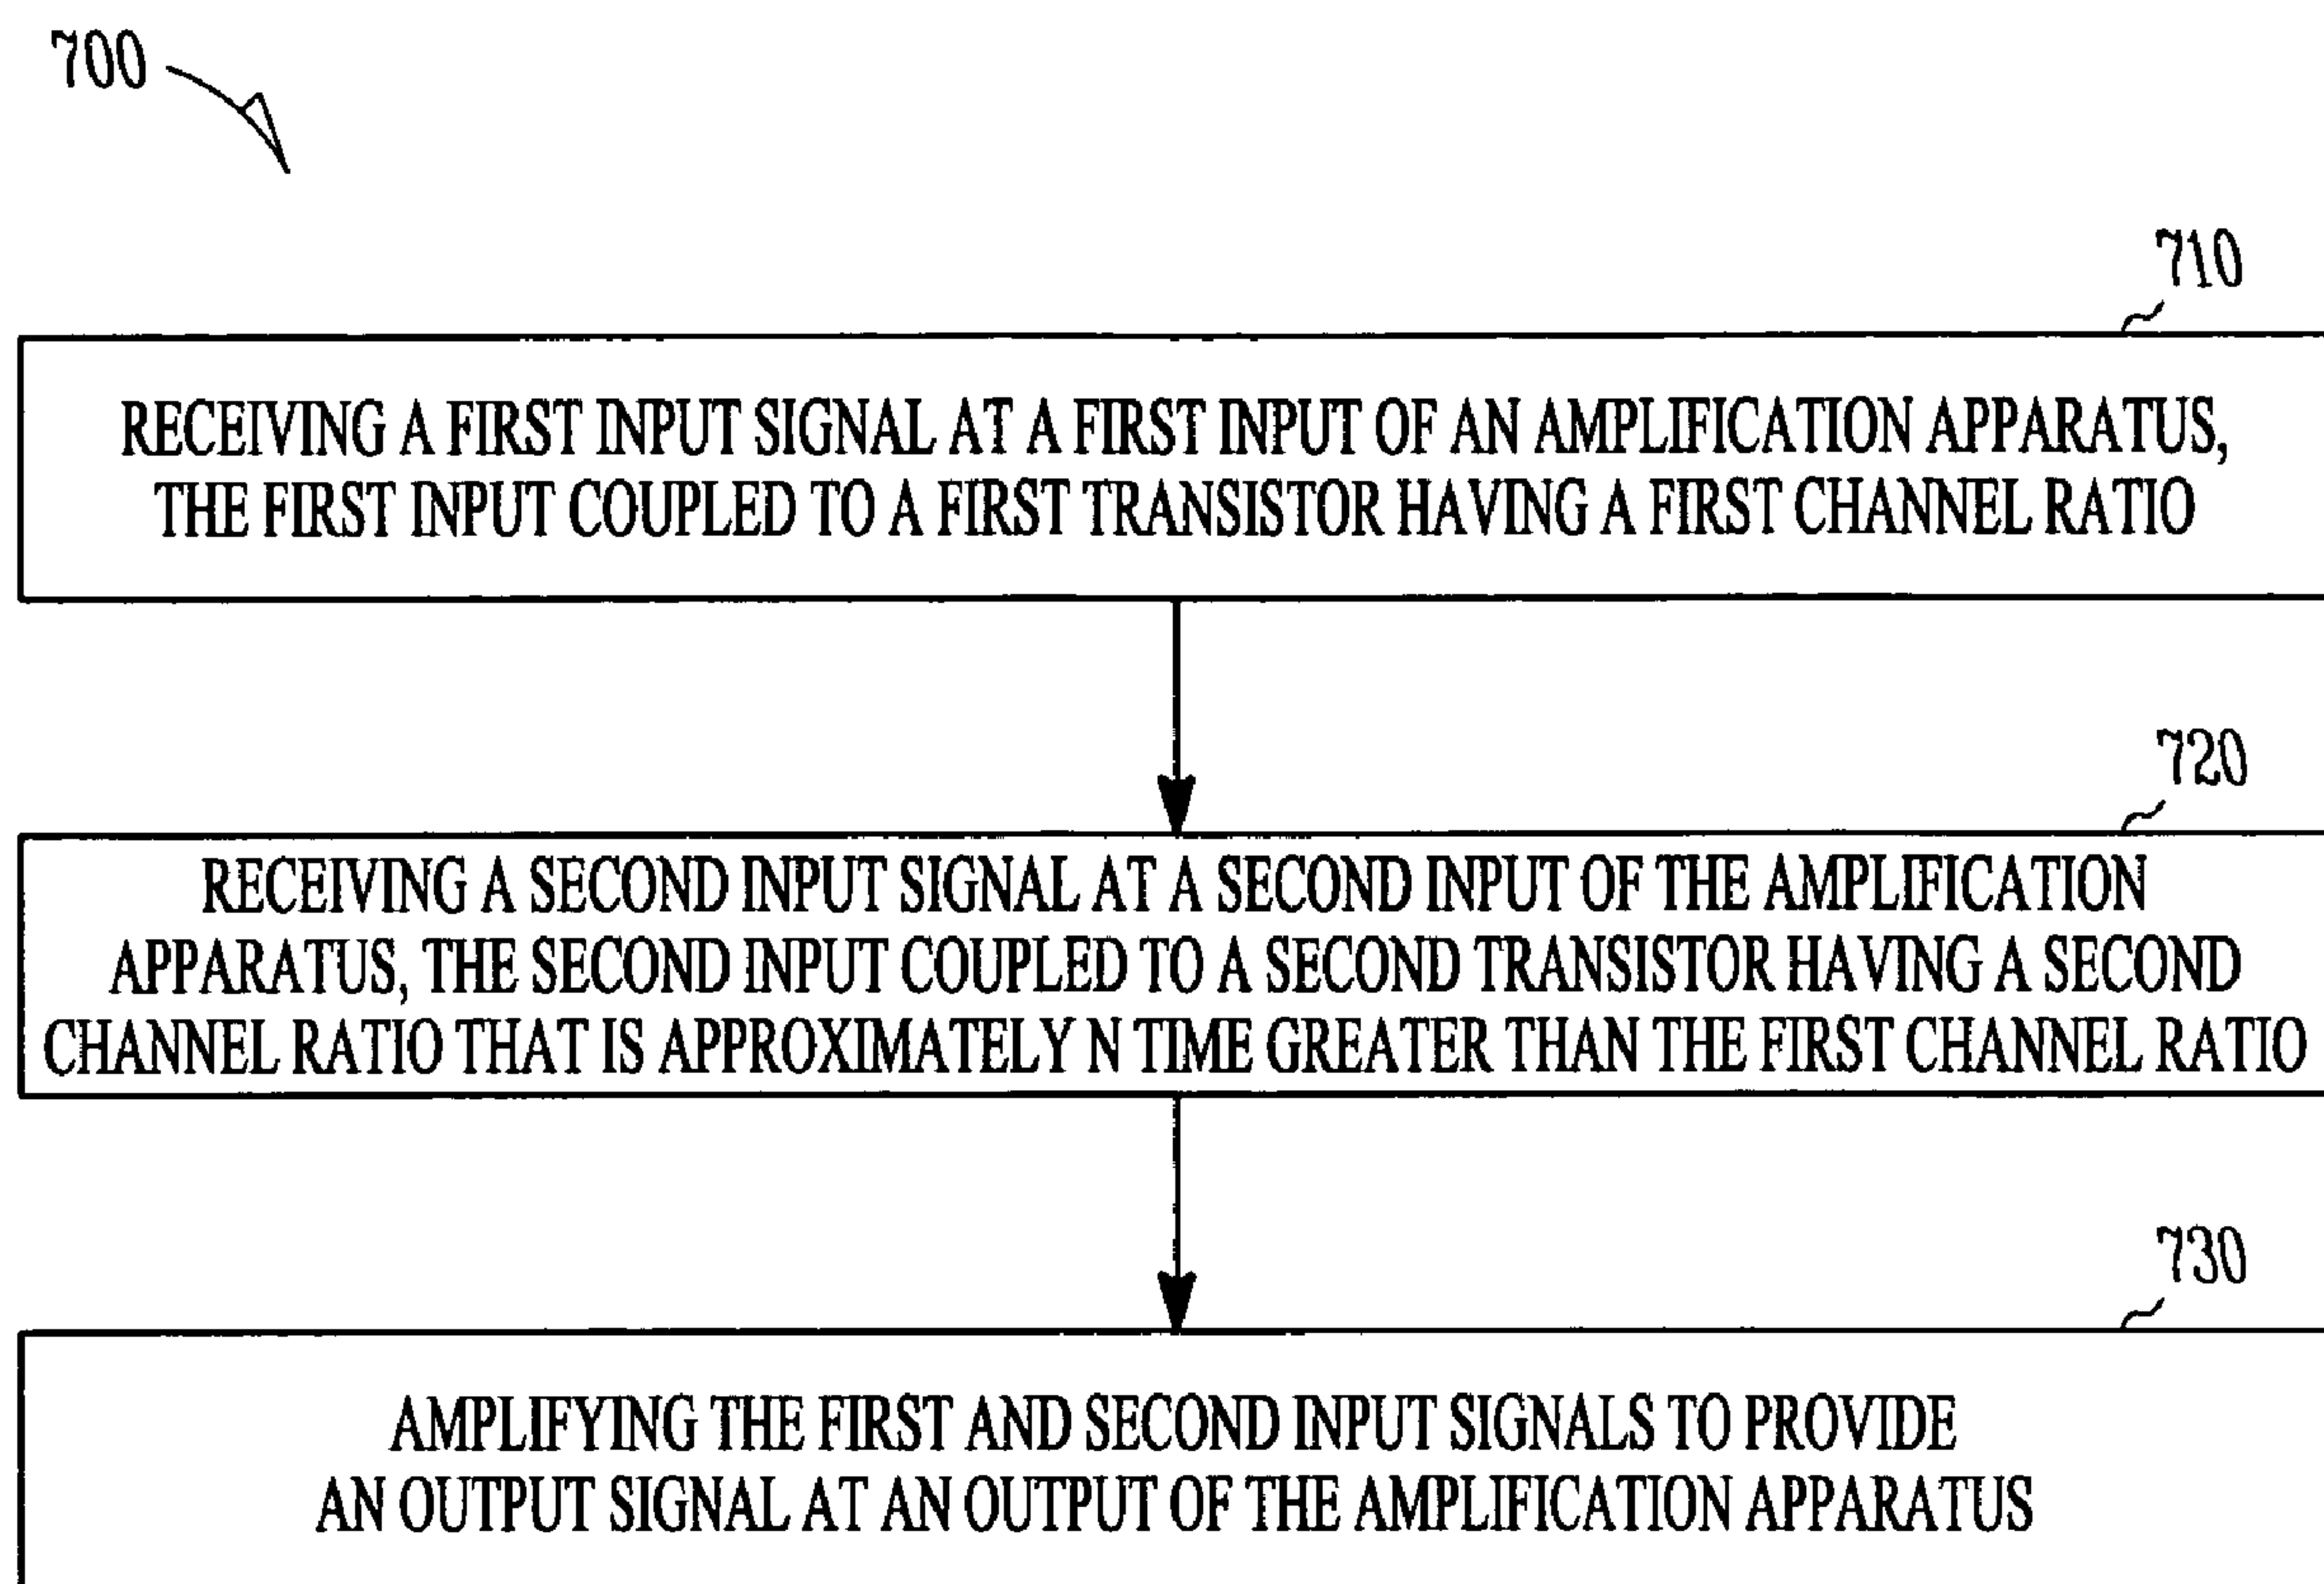 700
710
RECEIVING A FIRST INPUT SIGNAL AT A FIRST INPUT OF AN AMPLIFICATION APPARATUS,
THE FIRST INPUT COUPLED TO A FIRST TRANSISTOR HAVING A FIRST CHANNEL RATIO
720
RECEIVING A SECOND INPUT SIGNAL AT A SECOND INPUT OF THE AMPLIFICATION
APPARATUS, THE SECOND INPUT COUPLED TO A SECOND TRANSISTOR HAVING A SECOND
CHANNEL RATIO THAT IS APPROXIMATELY N TIME GREATER THAN THE FIRST CHANNEL RATIO
730
AMPLIFYING THE FIRST AND SECOND INPUT SIGNALS TO PROVIDE
AN OUTPUT SIGNAL AT AN OUTPUT OF THE AMPLIFICATION APPARATUS